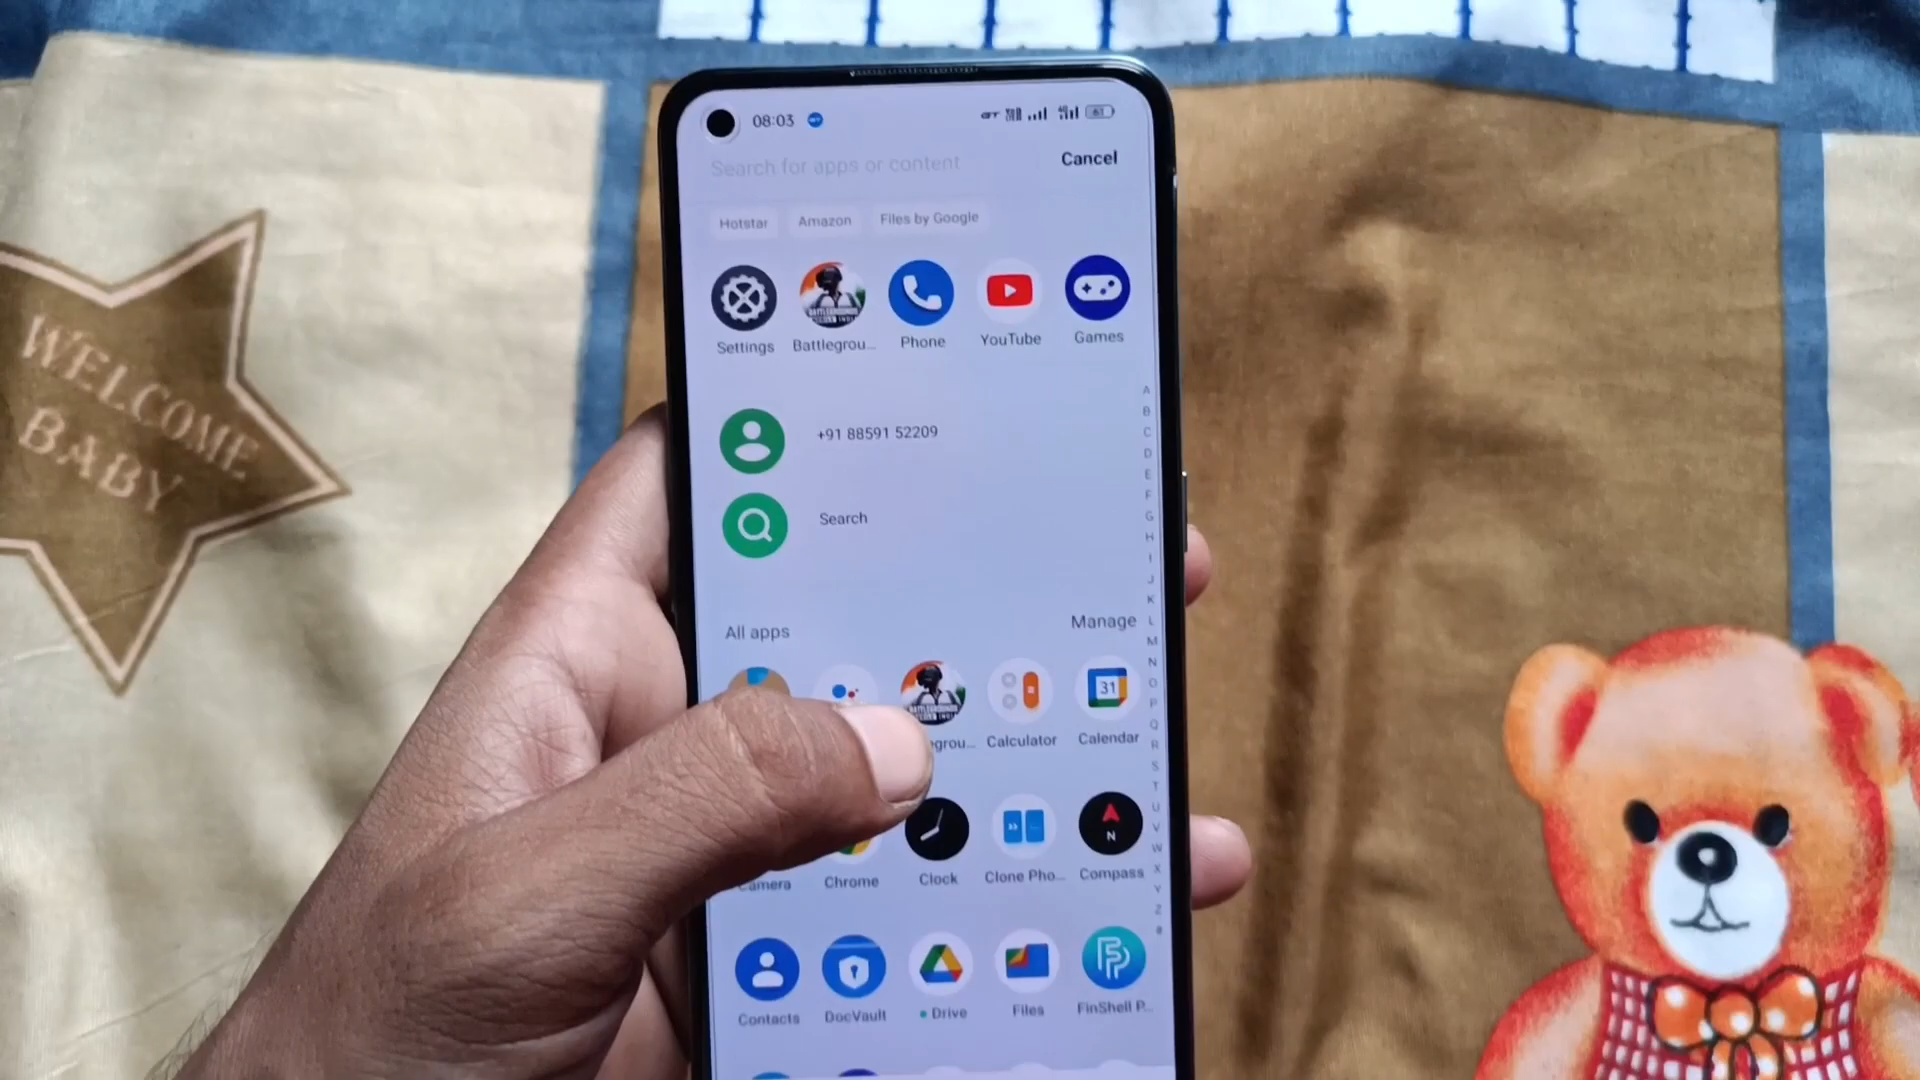 08:03
Search for apps or content
Cancel
Hotstar
Amazon
Files by Google
Settings
Battlegrou...
Phone
YouTube
Games
+91 88591 52209
Search
All apps
Manage
31
grou...
Calculator
Calendar
Camera
Chrome
Clock
Clone Pho...
N
Compass
Contacts
DocVault
Drive
Files
FinShell P...
A
B
C
D
E
F
G
H
I
J
K
L
M
N
O
P
Q
R
S
T
U
V
W
X
Y
Z
#
WELCOME
BABY